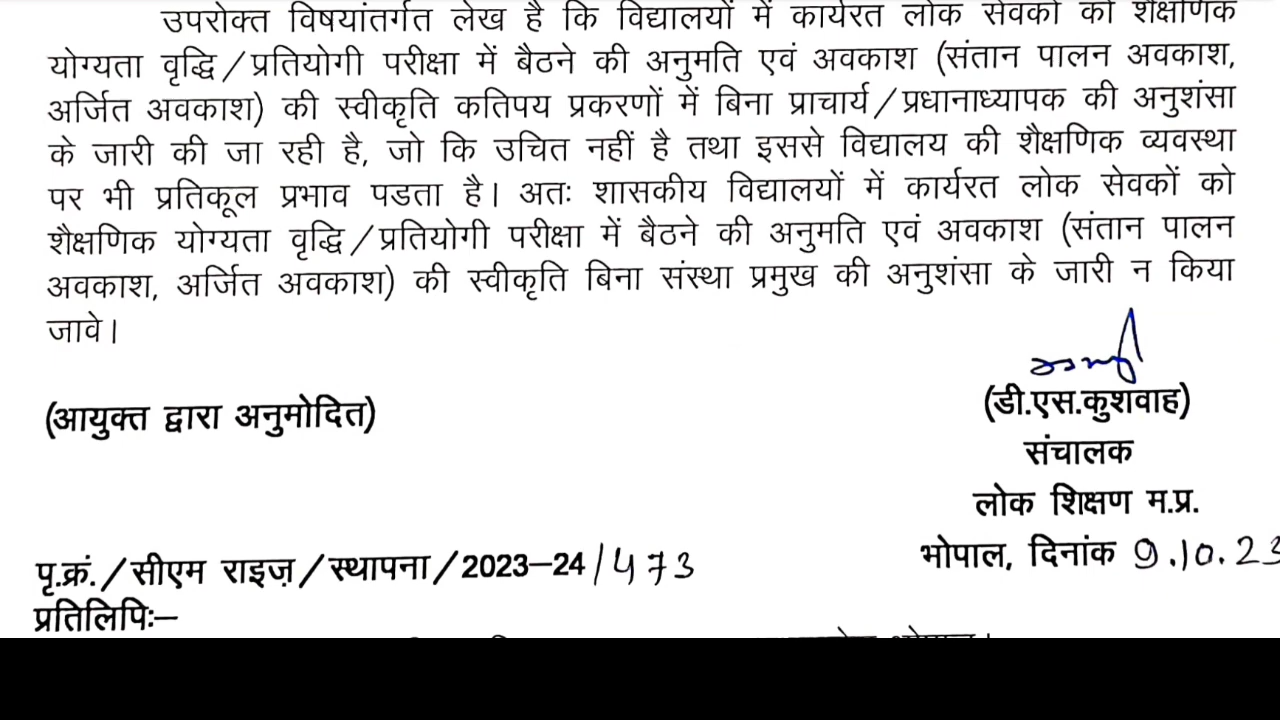 उपरोक्त विषयांतर्गत लेख है कि विद्यालयों में कार्यरत लोक सेवकों को शैक्षणिक
योग्यता वृद्धि/प्रतियोगी परीक्षा में बैठने की अनुमति एवं अवकाश (संतान पालन अवकाश,
अर्जित अवकाश) की स्वीकृति कतिपय प्रकरणों में बिना प्राचार्य/प्रधानाध्यापक की अनुशंसा
के जारी की जा रही है, जो कि उचित नहीं है तथा इससे विद्यालय की शैक्षणिक व्यवस्था
पर भी प्रतिकूल प्रभाव पडता है। अतः शासकीय विद्यालयों में कार्यरत लोक सेवकों को
शैक्षणिक योग्यता वृद्धि/प्रतियोगी परीक्षा में बैठने की अनुमति एवं अवकाश (संतान पालन
अवकाश, अर्जित अवकाश) की स्वीकृति बिना संस्था प्रमुख की अनुशंसा के जारी न किया
जावे।
(आयुक्त द्वारा अनुमोदित)
(डी.एस.कुशवाह)
संचालक
लोक शिक्षण म.प्र.
भोपाल, दिनांक 9.10.23
पृ.क्रं./सीएम राइज़/स्थापना/2023–24/473
प्रतिलिपिः–